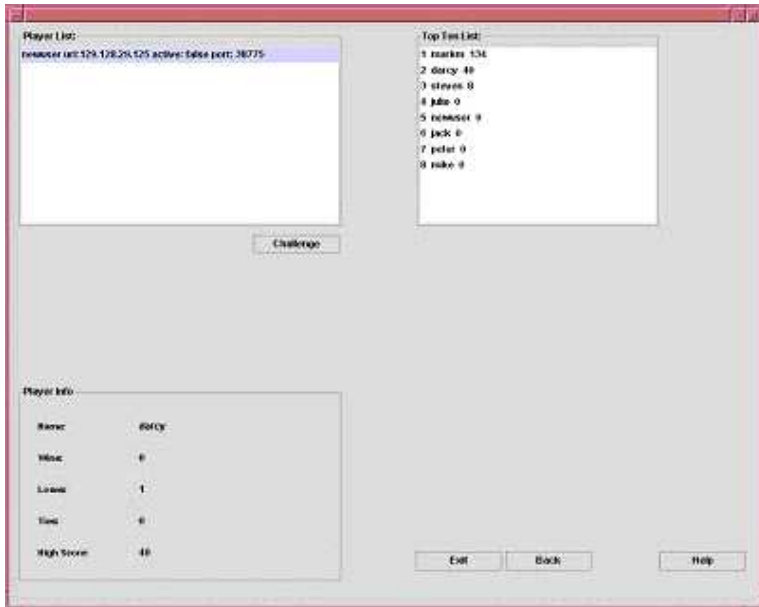 Player List:
newuser url:129.128.29.125 active: false port: 38775
Challenge
Top Ten List:
1 markm 134
2 darcy 40
3 steven 8
4 julie 0
5 newuser 0
6 jack 0
7 peter 0
8 mike 0
Player Info
Name: darcy
Wins: 0
Losses: 1
Ties: 0
High Score: 40
Exit
Back
Help